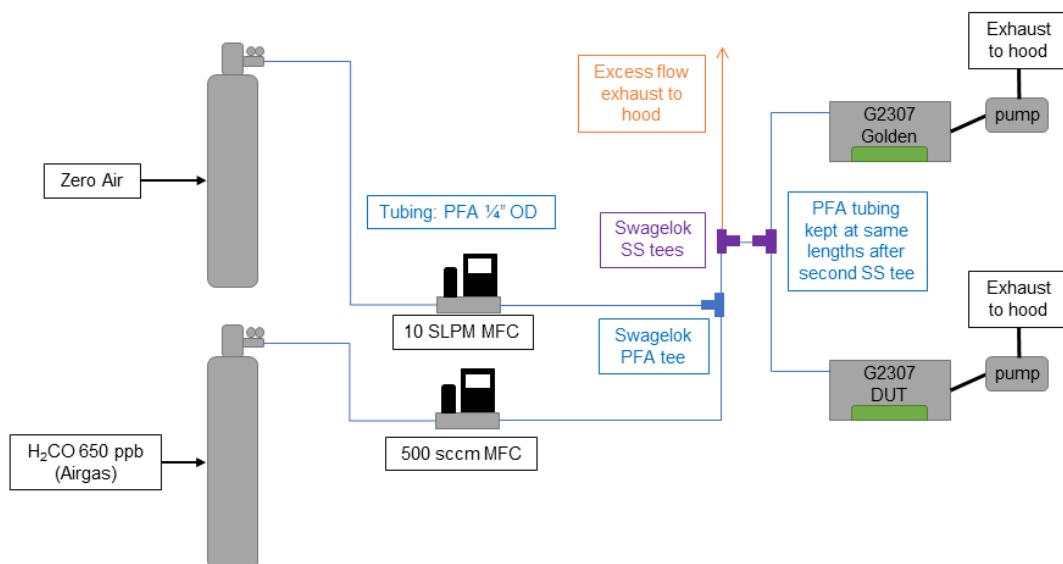 Zero Air
H₂CO 650 ppb
(Airgas)
Tubing: PFA ¼” OD
10 SLPM MFC
500 sccm MFC
Excess flow
exhaust to
hood
Swagelok
SS tees
Swagelok
PFA tee
PFA tubing
kept at same
lengths after
second SS tee
G2307
Golden
pump
Exhaust
to hood
G2307
DUT
pump
Exhaust
to hood